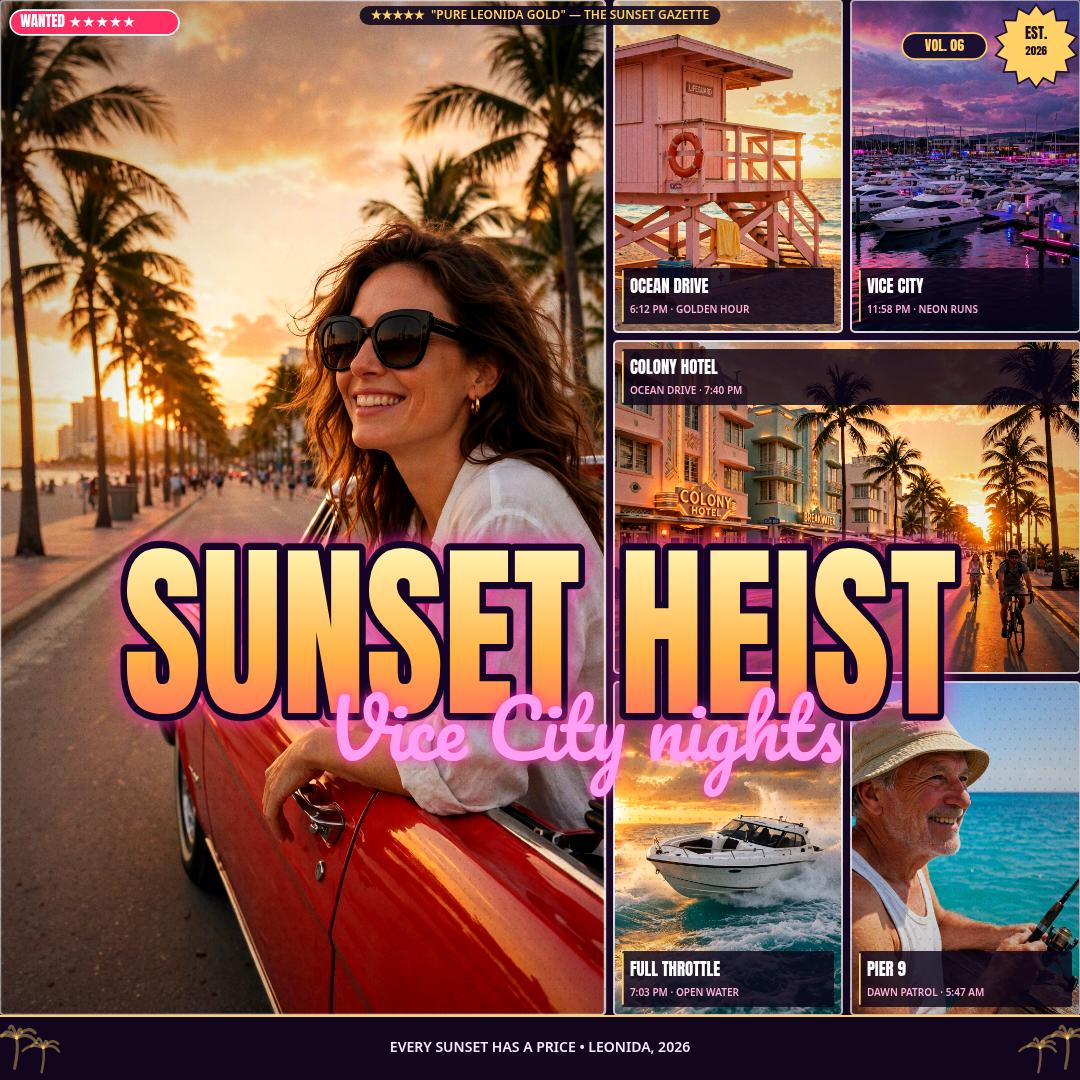 WANTED ★★★★★
★★★★★ "PURE LEONIDA GOLD" — THE SUNSET GAZETTE
VOL. 06
EST.
2026
LIFEGUARD
OCEAN DRIVE
6:12 PM · GOLDEN HOUR
VICE CITY
11:58 PM · NEON RUNS
COLONY HOTEL
OCEAN DRIVE · 7:40 PM
COLONY
HOTEL
BREAKWATER
SUNSET HEIST
Vice City nights
FULL THROTTLE
7:03 PM · OPEN WATER
PIER 9
DAWN PATROL · 5:47 AM
EVERY SUNSET HAS A PRICE • LEONIDA, 2026